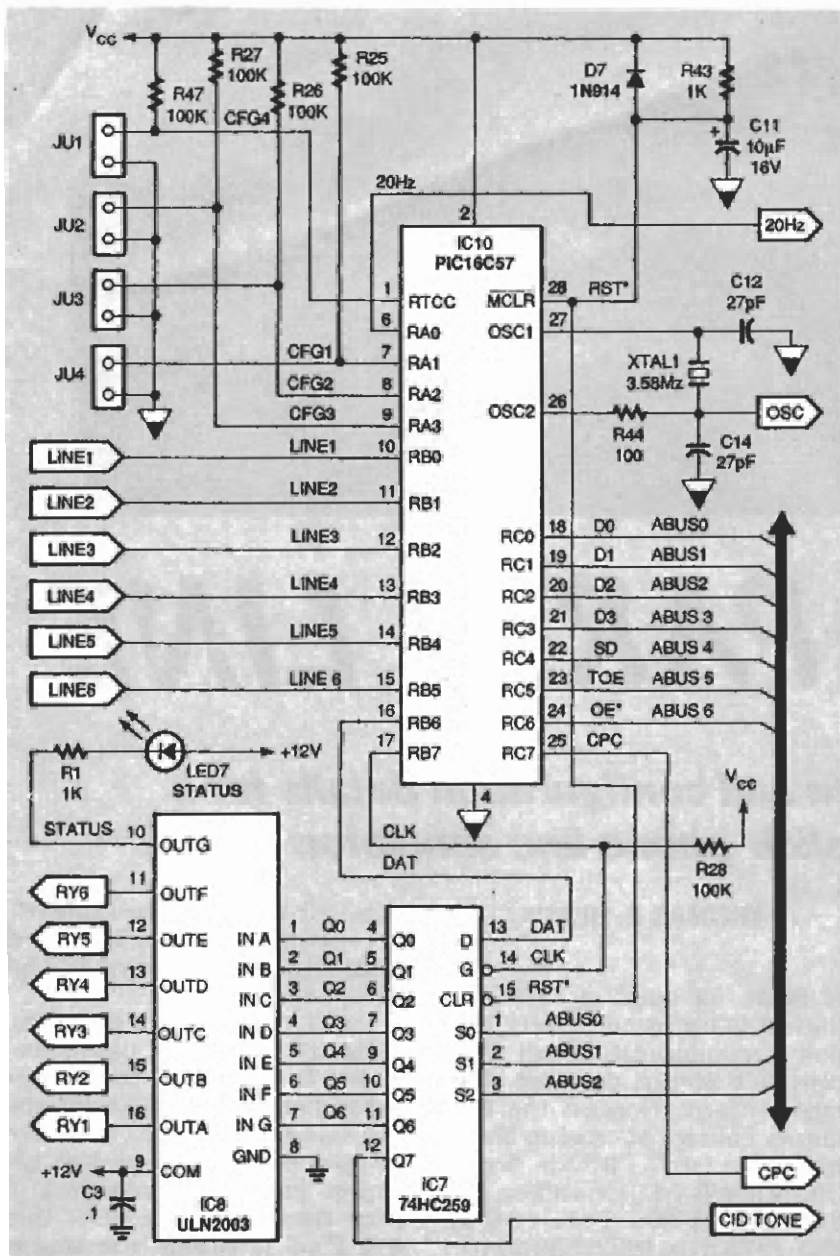 VCC
R27
100K
R25
100K
R47
100K
R26
100K
CFG4
D7
1N914
R43
1K
+
C11
10µF
16V
JU1
JU2
JU3
JU4
20Hz
20Hz
2
IC10
PIC16C57
1 RTCC
6 RA0
CFG1 7 RA1
CFG2 8 RA2
CFG3 9 RA3
MCLR 28 RST*
OSC1 27
OSC2 26
C12
27pF
XTAL1
3.58Mz
R44
100
OSC
C14
27pF
LINE1 LINE1 10 RB0
LINE2 LINE2 11 RB1
LINE3 LINE3 12 RB2
LINE4 LINE4 13 RB3
LINE5 LINE5 14 RB4
LINE6 LINE 6 15 RB5
16 RB6
17 RB7
RC0 18 D0 ABUS0
RC1 19 D1 ABUS1
RC2 20 D2 ABUS2
RC3 21 D3 ABUS 3
RC4 22 SD ABUS 4
RC5 23 TOE ABUS 5
RC6 24 OE* ABUS 6
RC7 25 CPC
4
R1
1K
LED7
STATUS
+12V
VCC
R28
100K
CLK
DAT
STATUS 10 OUTG
RY6 11 OUTF
RY5 12 OUTE
RY4 13 OUTD
RY3 14 OUTC
RY2 15 OUTB
RY1 16 OUTA
+12V 9 COM
C3
.1
IN A 1 Q0 4 Q0
IN B 2 Q1 5 Q1
IN C 3 Q2 6 Q2
IN D 4 Q3 7 Q3
IN E 5 Q4 9 Q4
IN F 6 Q5 10 Q5
IN G 7 Q6 11 Q6
GND 8
12 Q7
IC8
ULN2003
D 13 DAT
G 14 CLK
CLR 15 RST*
S0 1 ABUS0
S1 2 ABUS1
S2 3 ABUS2
IC7
74HC259
CPC
CID TONE